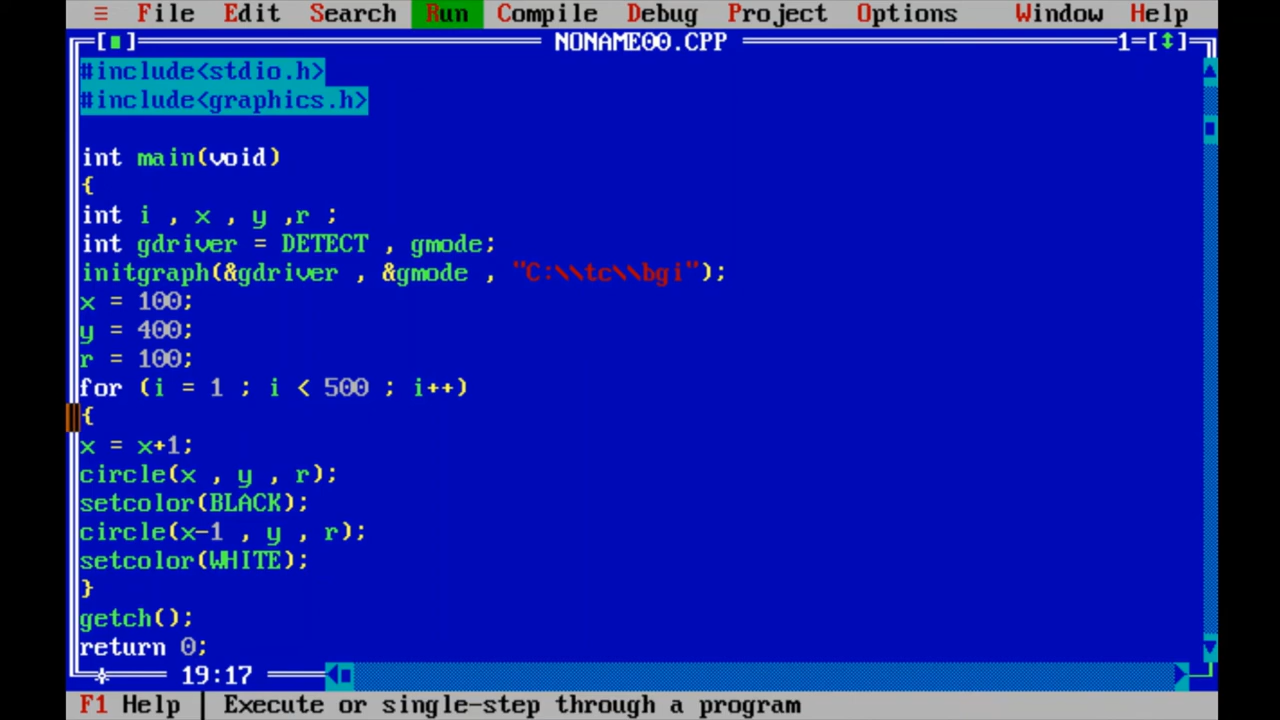 ≡ File Edit Search Run Compile Debug Project Options Window Help
[■] NONAME00.CPP 1=[↕]
#include<stdio.h>
#include<graphics.h>
int main(void)
{
int i , x , y ,r ;
int gdriver = DETECT , gmode;
initgraph(&gdriver , &gmode , "C:\\tc\\bgi");
x = 100;
y = 400;
r = 100;
for (i = 1 ; i < 500 ; i++)
{
x = x+1;
circle(x , y , r);
setcolor(BLACK);
circle(x-1 , y , r);
setcolor(WHITE);
}
getch();
return 0;
19:17
F1 Help | Execute or single-step through a program